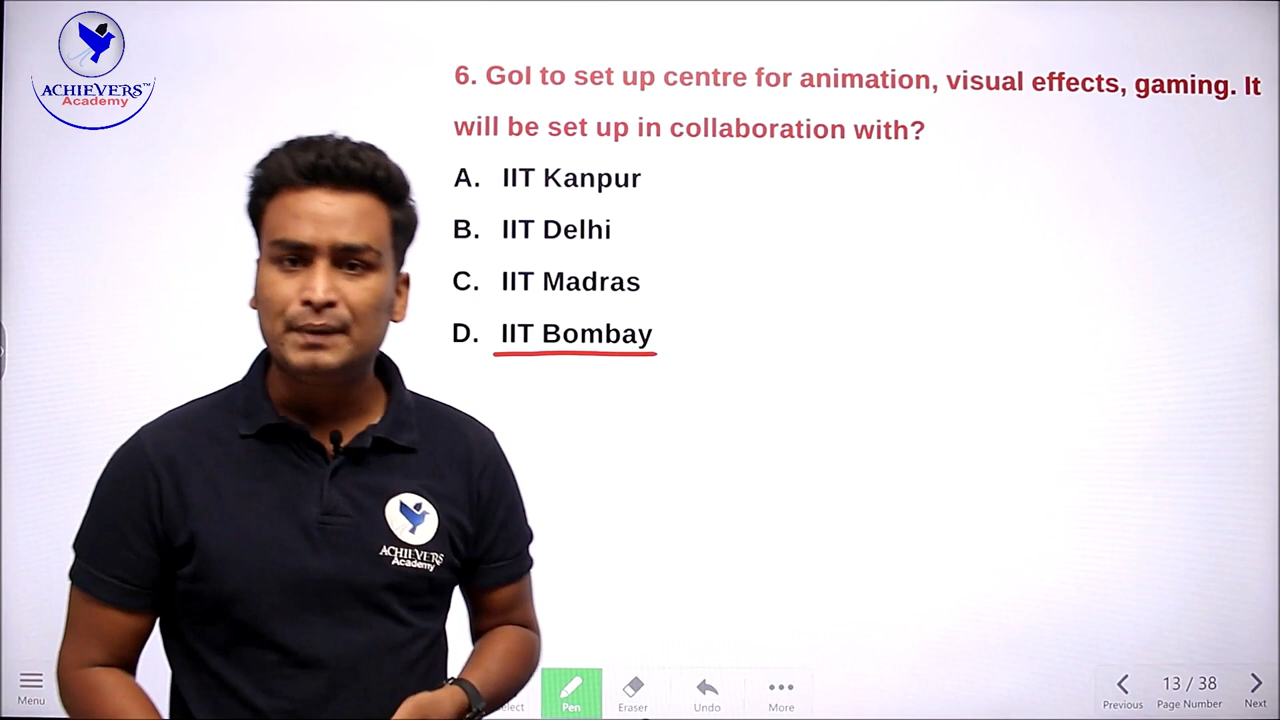 ACHIEVERS™
Academy
6. GoI to set up centre for animation, visual effects, gaming. It
will be set up in collaboration with?
A. IIT Kanpur
B. IIT Delhi
C. IIT Madras
D. IIT Bombay
ACHIEVERS
Academy
Menu
Pen
Eraser
Undo
More
Previous
13 / 38
Page Number
Next